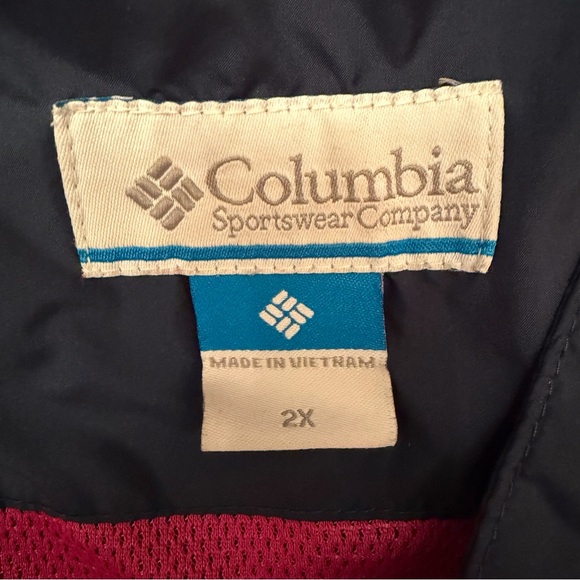 Columbia
Sportswear Company
MADE IN VIETNAM
2X